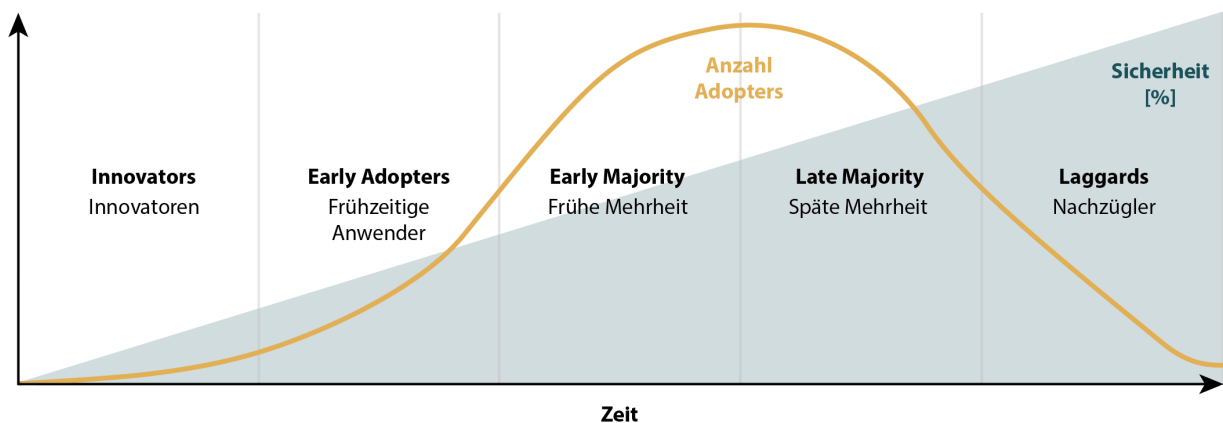 Anzahl
Adopters
Sicherheit
[%]
Innovators
Innovatoren
Early Adopters
Frühzeitige
Anwender
Early Majority
Frühe Mehrheit
Late Majority
Späte Mehrheit
Laggards
Nachzügler
Zeit